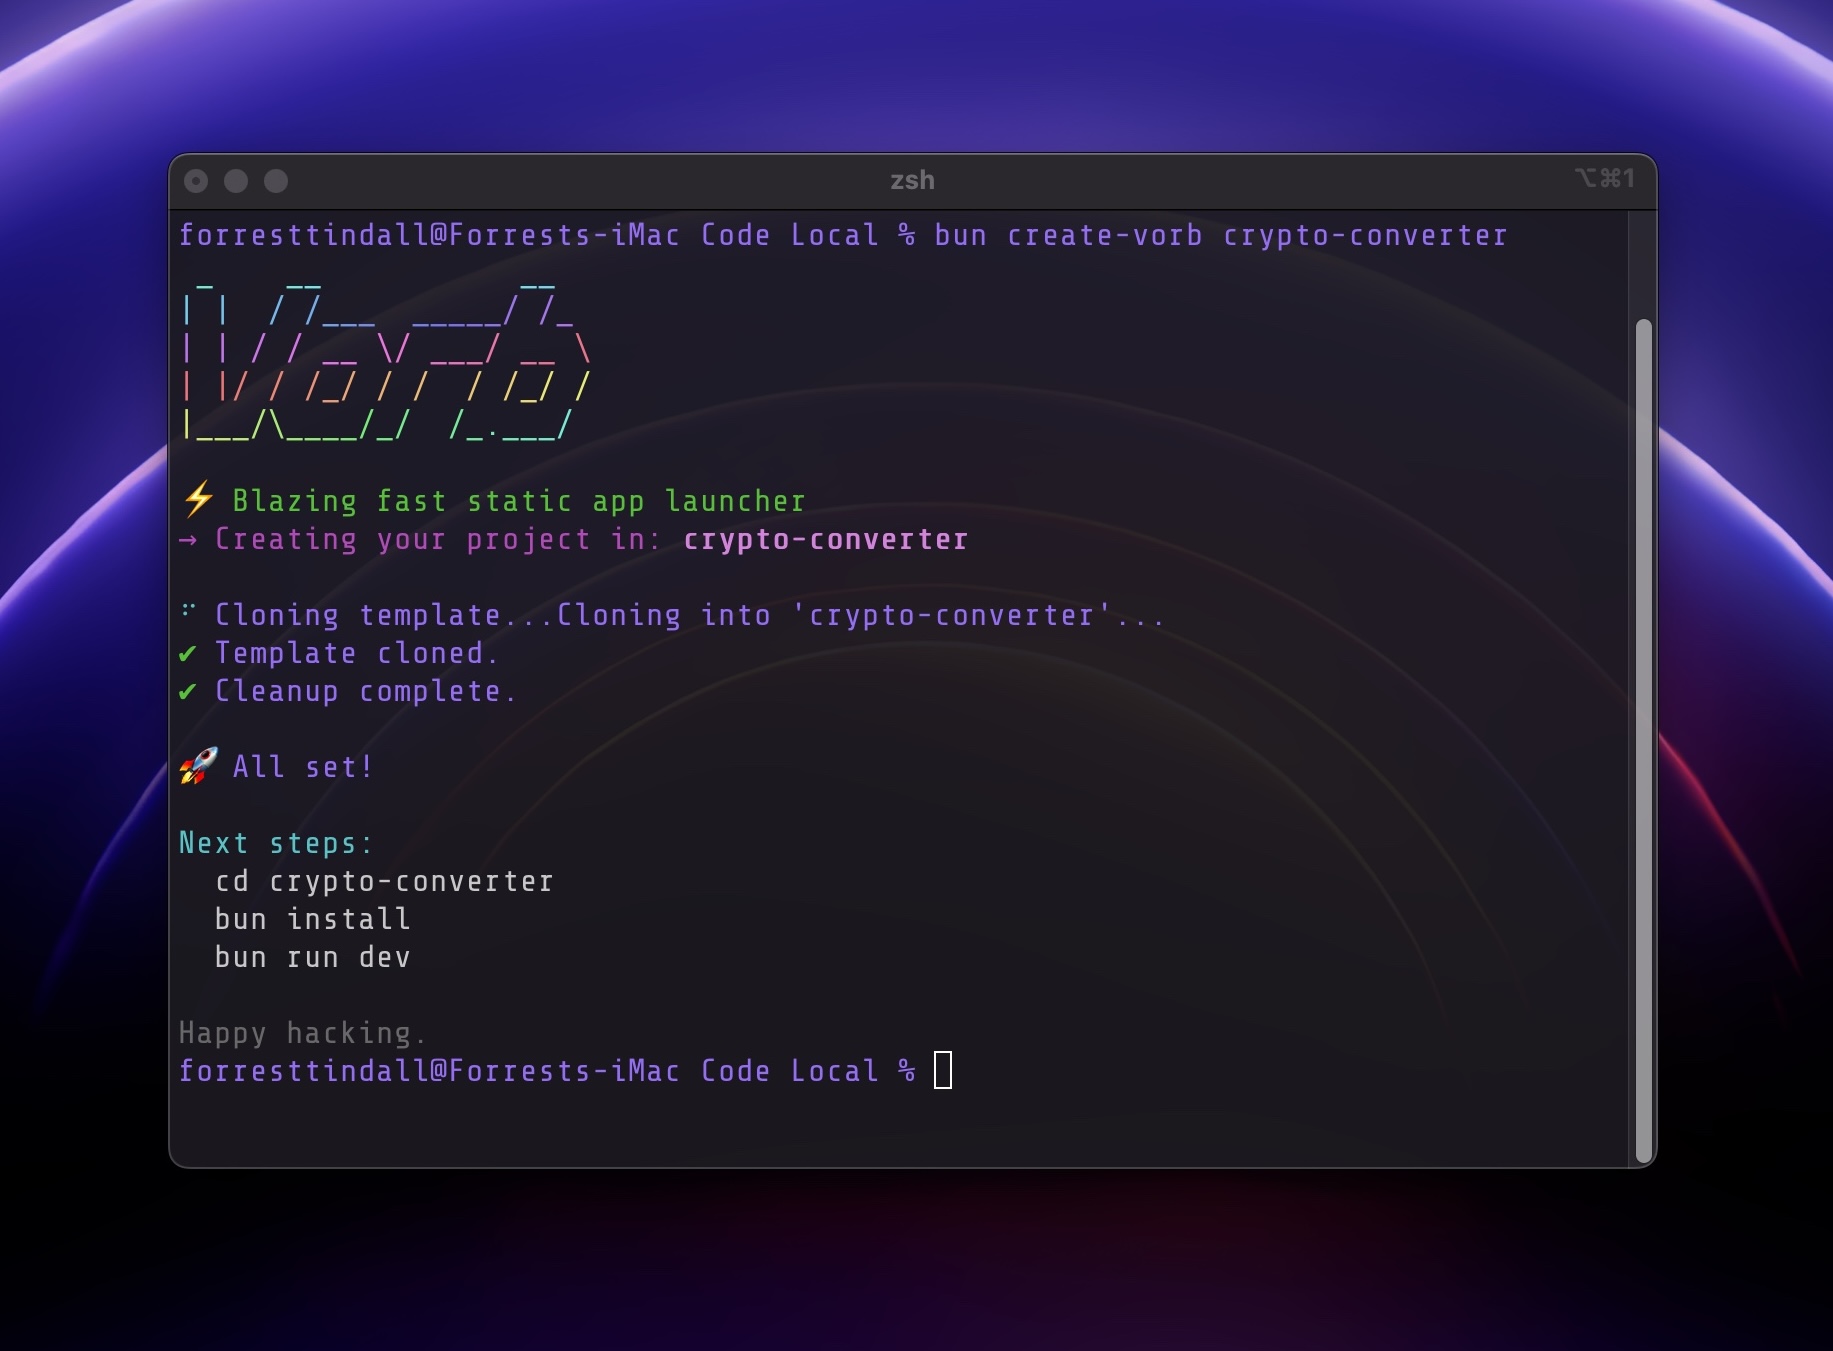 zsh
⌥⌘1
forresttindall@Forrests-iMac Code Local % bun create-vorb crypto-converter
 _    __           __
| |  / /___  _____/ /_
| | / / __ \/ ___/ __ \
| |/ / /_/ / /  / /_/ /
|___/\____/_/  /_.___/
⚡ Blazing fast static app launcher
→ Creating your project in: crypto-converter
⠋ Cloning template...Cloning into 'crypto-converter'...
✔ Template cloned.
✔ Cleanup complete.
🚀 All set!
Next steps:
  cd crypto-converter
  bun install
  bun run dev
Happy hacking.
forresttindall@Forrests-iMac Code Local %